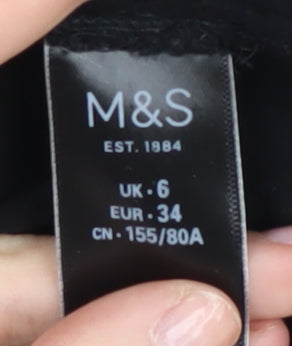 M&S
EST. 1884
UK · 6
EUR · 34
CN · 155/80A